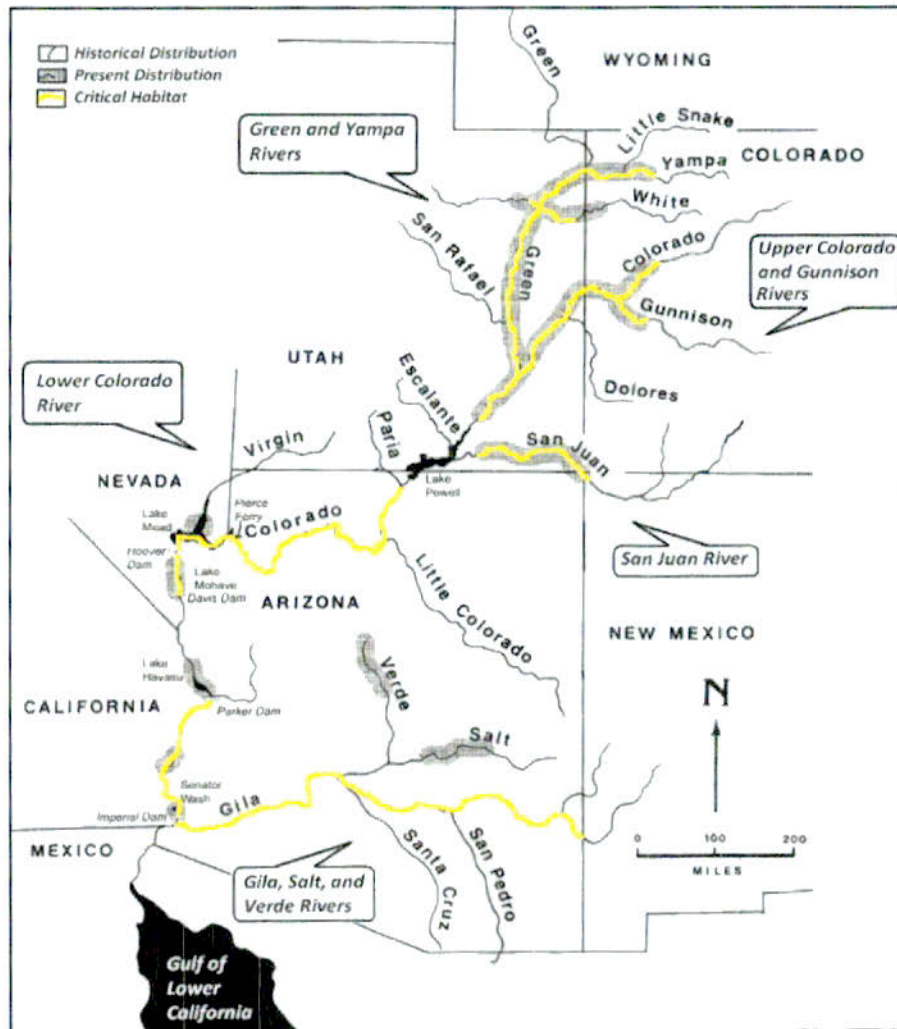 Historical Distribution
Present Distribution
Critical Habitat
Green
WYOMING
Green and Yampa
Rivers
Little Snake
Yampa
COLORADO
White
San Rafael
Green
Colorado
Upper Colorado
and Gunnison
Rivers
Gunnison
UTAH
Escalante
Dolores
Lower Colorado
River
Virgin
Paria
San Juan
NEVADA
Lake
Powell
Lake
Mead
Pierce
Ferry
Colorado
Hoover
Dam
San Juan River
Lake
Mohave
Davis Dam
ARIZONA
Little Colorado
NEW MEXICO
Lake
Havasu
Verde
N
CALIFORNIA
Parker Dam
Salt
Senator
Wash
Gila
Imperial Dam
MEXICO
Santa Cruz
San Pedro
0 100 200
MILES
Gila, Salt, and
Verde Rivers
Gulf of
Lower
California